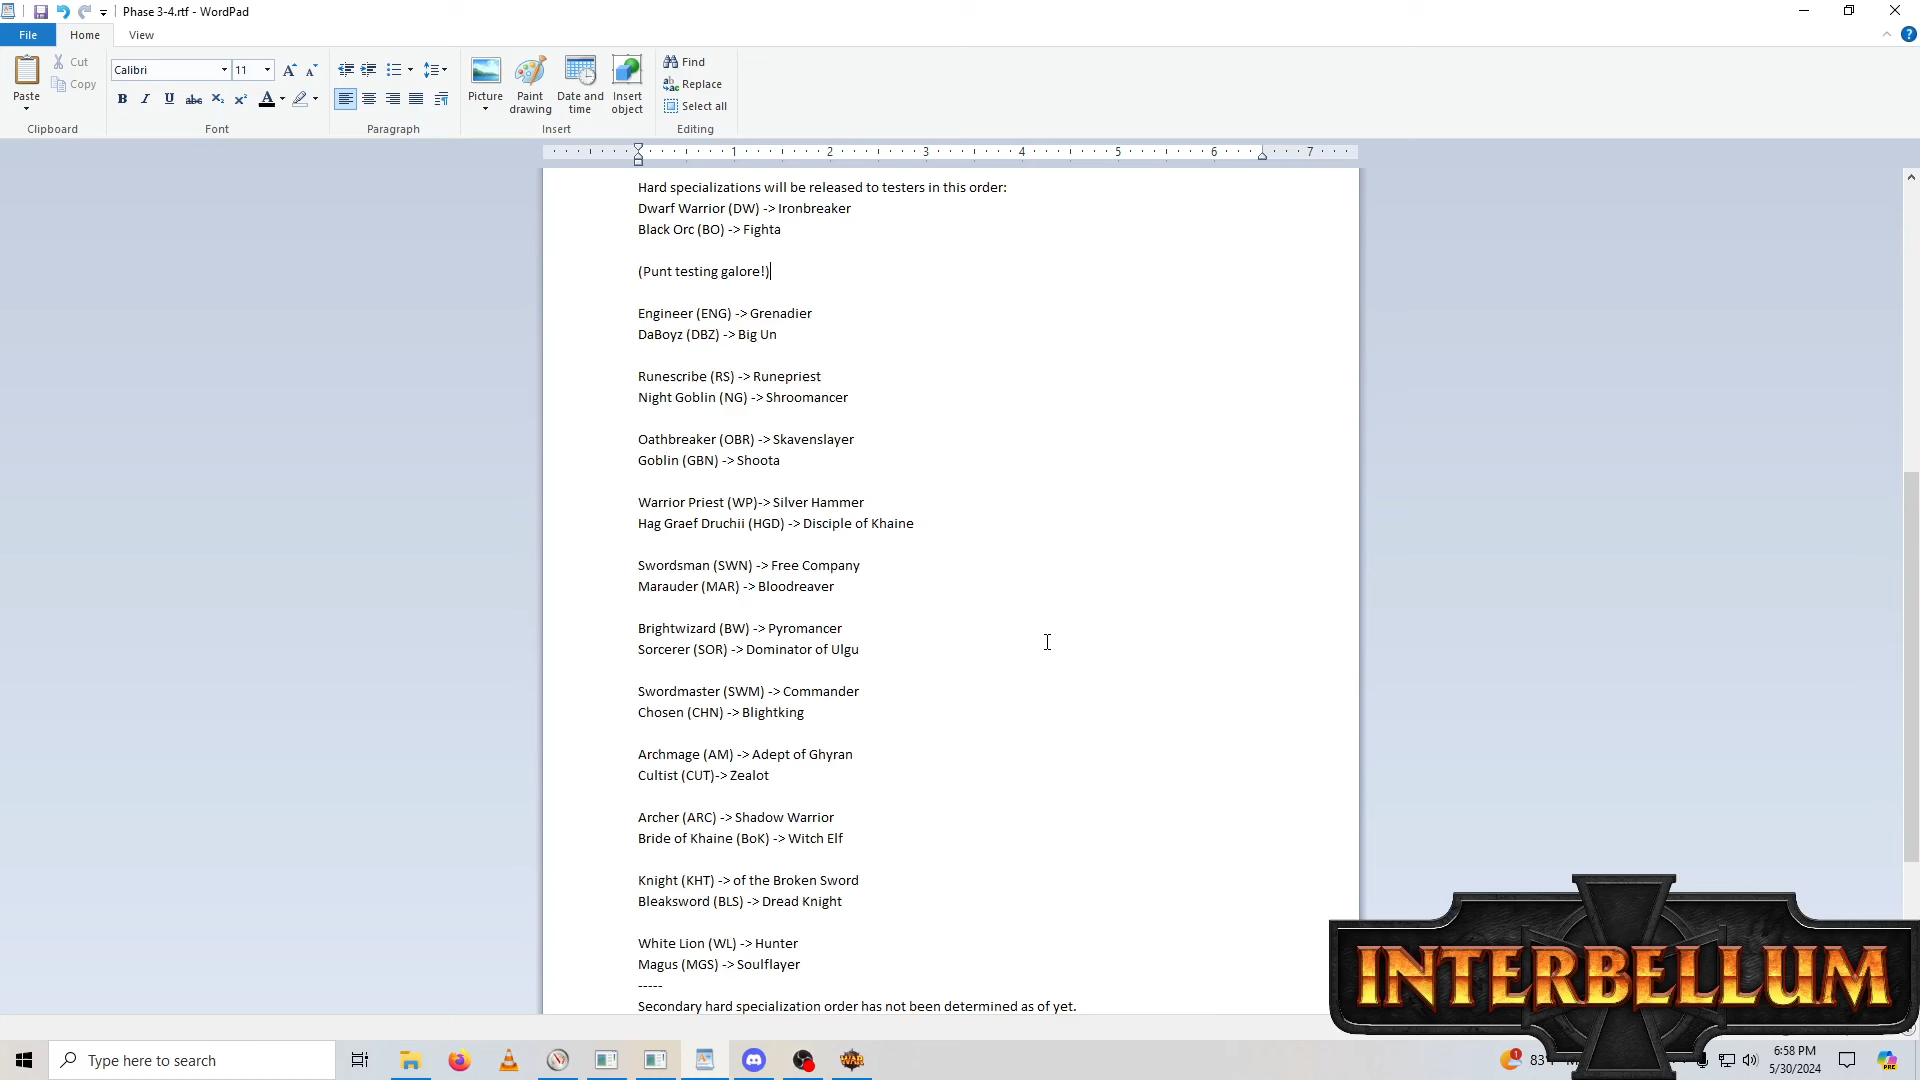 Phase 3-4.rtf - WordPad
File
Home
View
Paste
Cut
Copy
Clipboard
Calibri
11
Font
Paragraph
Picture
Paint drawing
Date and time
Insert object
Insert
Find
Replace
Select all
Editing
1 2 3 4 5 6 7
Hard specializations will be released to testers in this order:
Dwarf Warrior (DW) -> Ironbreaker
Black Orc (BO) -> Fighta
(Punt testing galore!)
Engineer (ENG) -> Grenadier
DaBoyz (DBZ) -> Big Un
Runescribe (RS) -> Runepriest
Night Goblin (NG) -> Shroomancer
Oathbreaker (OBR) -> Skavenslayer
Goblin (GBN) -> Shoota
Warrior Priest (WP)-> Silver Hammer
Hag Graef Druchii (HGD) -> Disciple of Khaine
Swordsman (SWN) -> Free Company
Marauder (MAR) -> Bloodreaver
Brightwizard (BW) -> Pyromancer
Sorcerer (SOR) -> Dominator of Ulgu
Swordmaster (SWM) -> Commander
Chosen (CHN) -> Blightking
Archmage (AM) -> Adept of Ghyran
Cultist (CUT)-> Zealot
Archer (ARC) -> Shadow Warrior
Bride of Khaine (BoK) -> Witch Elf
Knight (KHT) -> of the Broken Sword
Bleaksword (BLS) -> Dread Knight
White Lion (WL) -> Hunter
Magus (MGS) -> Soulflayer
-----
Secondary hard specialization order has not been determined as of yet.
INTERBELLUM
Type here to search
6:58 PM
5/30/2024